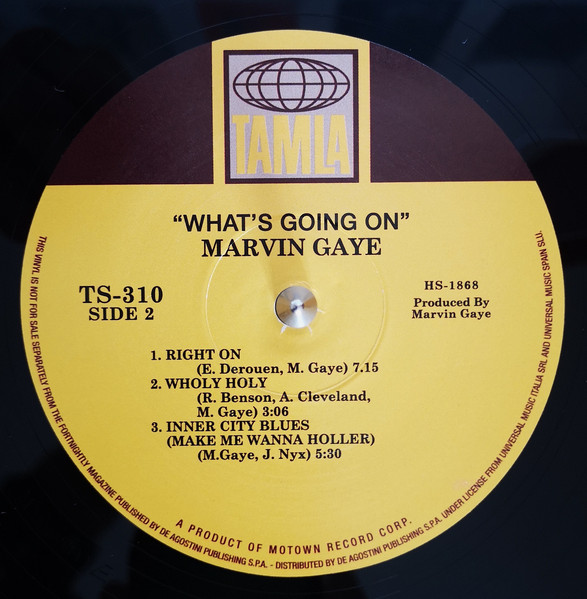 TAMLA
"WHAT'S GOING ON"
MARVIN GAYE
TS-310
SIDE 2
HS-1868
Produced By
Marvin Gaye
1. RIGHT ON
(E. Derouen, M. Gaye) 7.15
2. WHOLY HOLY
(R. Benson, A. Cleveland,
M. Gaye) 3:06
3. INNER CITY BLUES
(MAKE ME WANNA HOLLER)
(M.Gaye, J. Nyx) 5:30
A PRODUCT OF MOTOWN RECORD CORP.
THIS VINYL IS NOT FOR SALE SEPARATELY FROM THE FORTNIGHTLY MAGAZINE PUBLISHED BY DE AGOSTINI PUBLISHING S.P.A. - DISTRIBUTED BY DE AGOSTINI PUBLISHING S.P.A. UNDER LICENSE FROM UNIVERSAL MUSIC ITALIA SRL AND UNIVERSAL MUSIC SPAIN SLU.